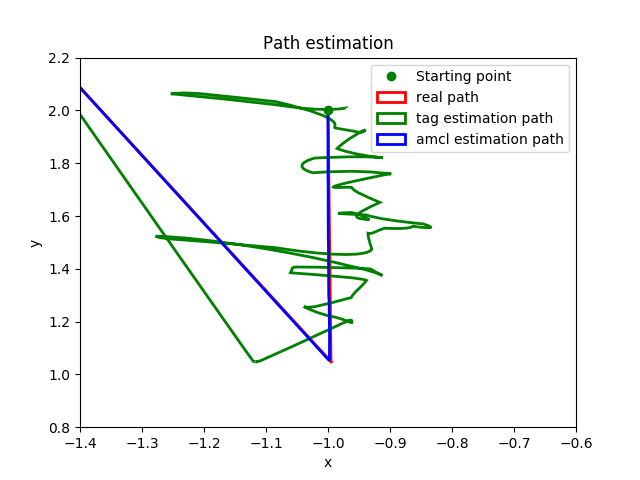 Path estimation
Starting point
real path
tag estimation path
amcl estimation path
2.2
2.0
1.8
1.6
1.4
1.2
1.0
0.8
y
−1.4 −1.3 −1.2 −1.1 −1.0 −0.9 −0.8 −0.7 −0.6
x